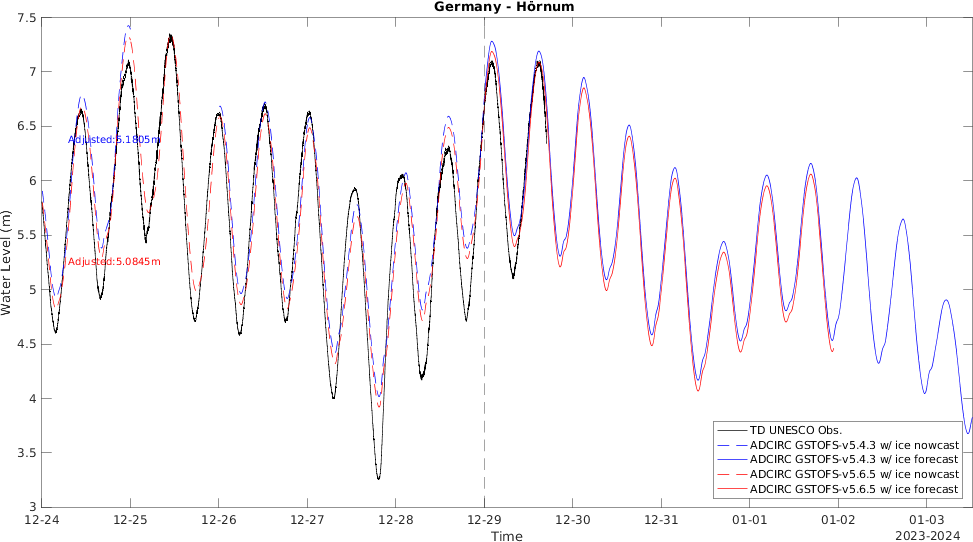 Germany - Hörnum
Water Level (m)
7.5
7
6.5
6
5.5
5
4.5
4
3.5
3
Adjusted:5.1805m
Adjusted:5.0845m
TD UNESCO Obs.
ADCIRC GSTOFS-v5.4.3 w/ ice nowcast
ADCIRC GSTOFS-v5.4.3 w/ ice forecast
ADCIRC GSTOFS-v5.6.5 w/ ice nowcast
ADCIRC GSTOFS-v5.6.5 w/ ice forecast
12-24 12-25 12-26 12-27 12-28 12-29 12-30 12-31 01-01 01-02 01-03
Time
2023-2024